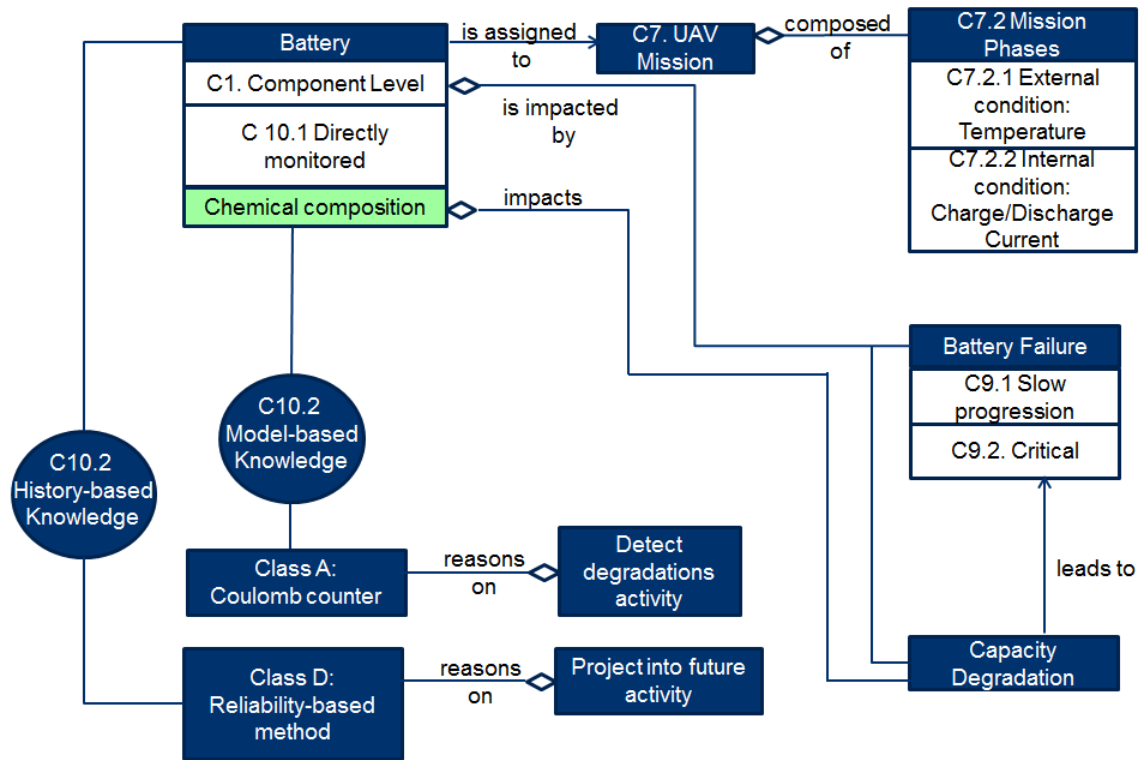 Battery
C1. Component Level
C 10.1 Directly
monitored
Chemical composition
is assigned
to
C7. UAV
Mission
composed
of
C7.2 Mission
Phases
C7.2.1 External
condition:
Temperature
C7.2.2 Internal
condition:
Charge/Discharge
Current
is impacted
by
impacts
Battery Failure
C9.1 Slow
progression
C9.2. Critical
leads to
Capacity
Degradation
C10.2
Model-based
Knowledge
C10.2
History-based
Knowledge
Class A:
Coulomb counter
reasons
on
Detect
degradations
activity
Class D:
Reliability-based
method
reasons
on
Project into future
activity